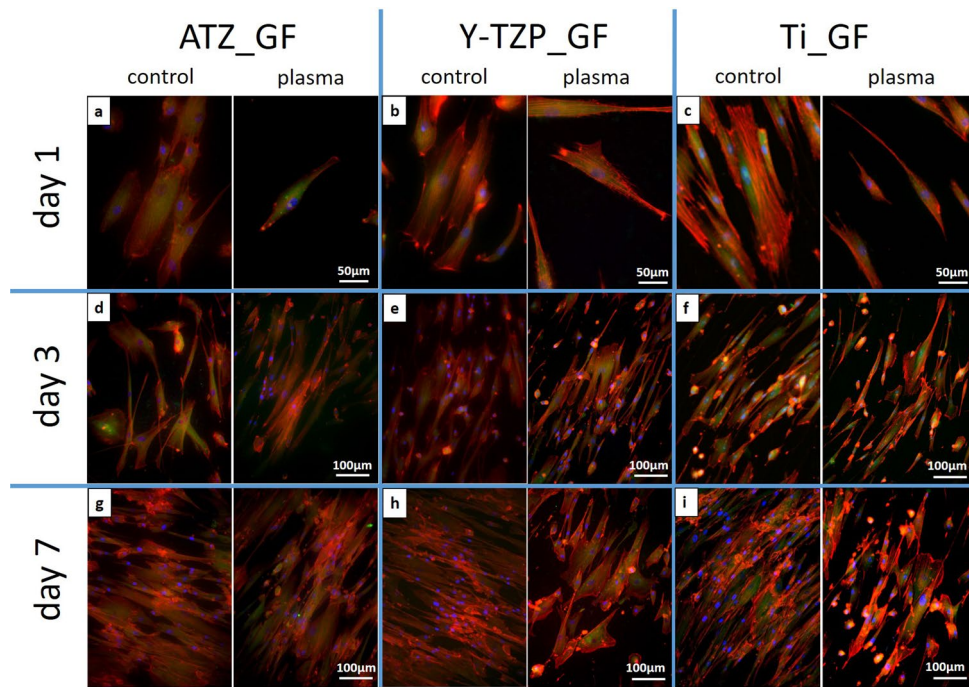 ATZ_GF Y-TZP_GF Ti_GF
control plasma control plasma control plasma
day 1
a b c
50µm 50µm 50µm
day 3
d e f
100µm 100µm 100µm
day 7
g h i
100µm 100µm 100µm